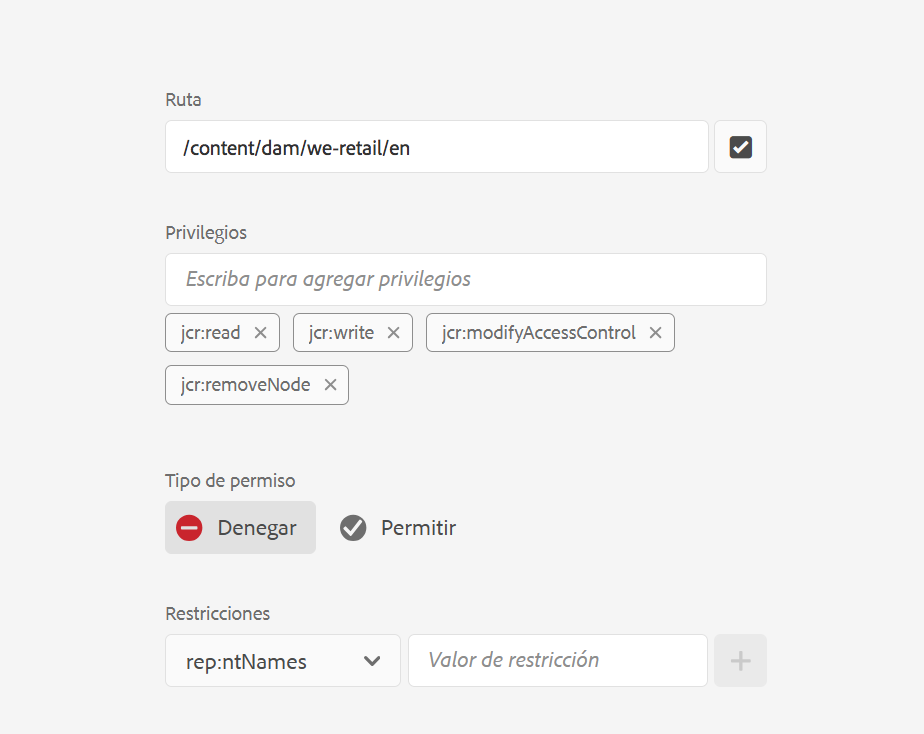 Ruta
/content/dam/we-retail/en
Privilegios
Escriba para agregar privilegios
jcr:read jcr:write jcr:modifyAccessControl
jcr:removeNode
Tipo de permiso
Denegar Permitir
Restricciones
rep:ntNames Valor de restricción